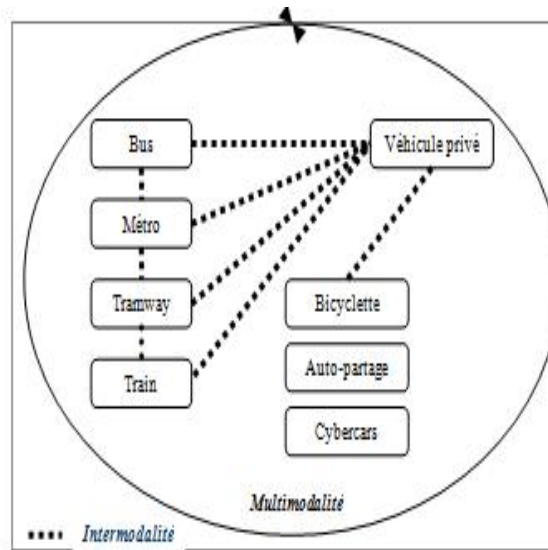 Bus
Véhicule privé
Métro
Tramway
Bicyclette
Auto-partage
Train
Cybercars
Multimodalité
Intermodalité